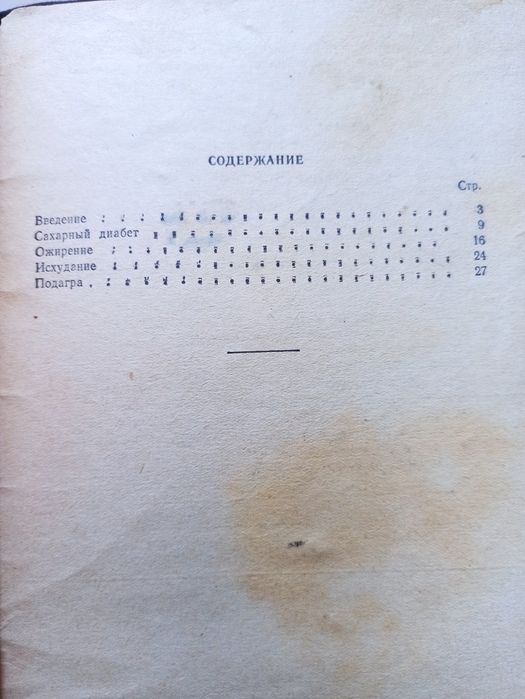 СОДЕРЖАНИЕ
Стр.
Введение 3
Сахарный диабет 9
Ожирение 16
Исхудание 24
Подагра 27